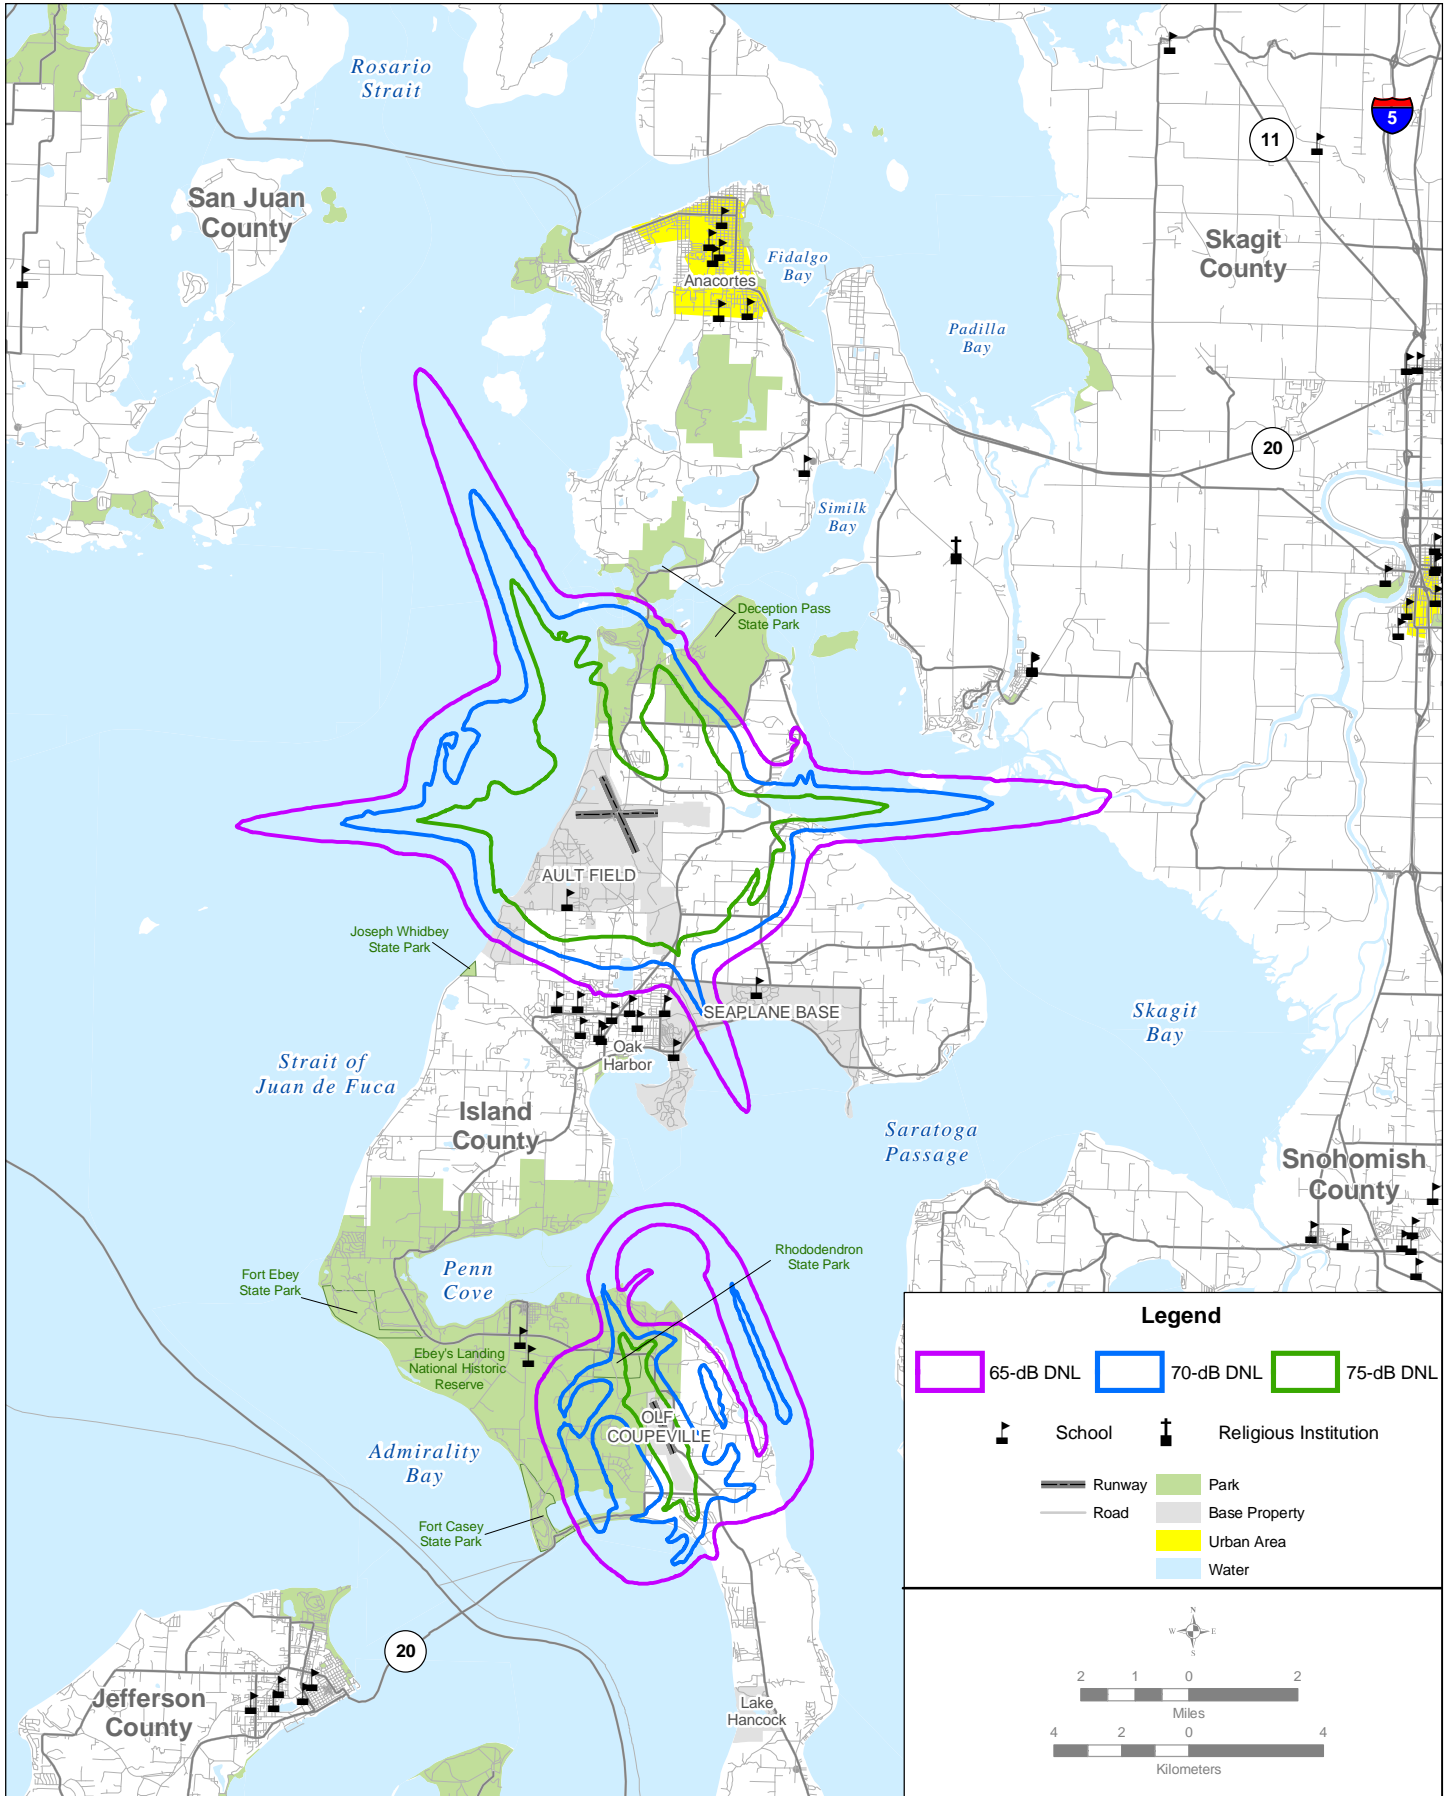 Rosario
Strait
5
11
San Juan
County
Skagit
County
Fidalgo
Bay
Anacortes
Padilla
Bay
20
Similk
Bay
Deception Pass
State Park
AULT FIELD
Joseph Whidbey
State Park
SEAPLANE BASE
Skagit
Bay
Oak
Harbor
Strait of
Juan de Fuca
Island
County
Saratoga
Passage
Snohomish
County
Rhododendron
State Park
Penn
Cove
Fort Ebey
State Park
Ebey's Landing
National Historic
Reserve
OLF
COUPEVILLE
Admirality
Bay
Fort Casey
State Park
20
Jefferson
County
Lake
Hancock
Legend
65-dB DNL
70-dB DNL
75-dB DNL
School
Religious Institution
Runway
Park
Road
Base Property
Urban Area
Water
N
W E
S
2 1 0 2
Miles
4 2 0 4
Kilometers